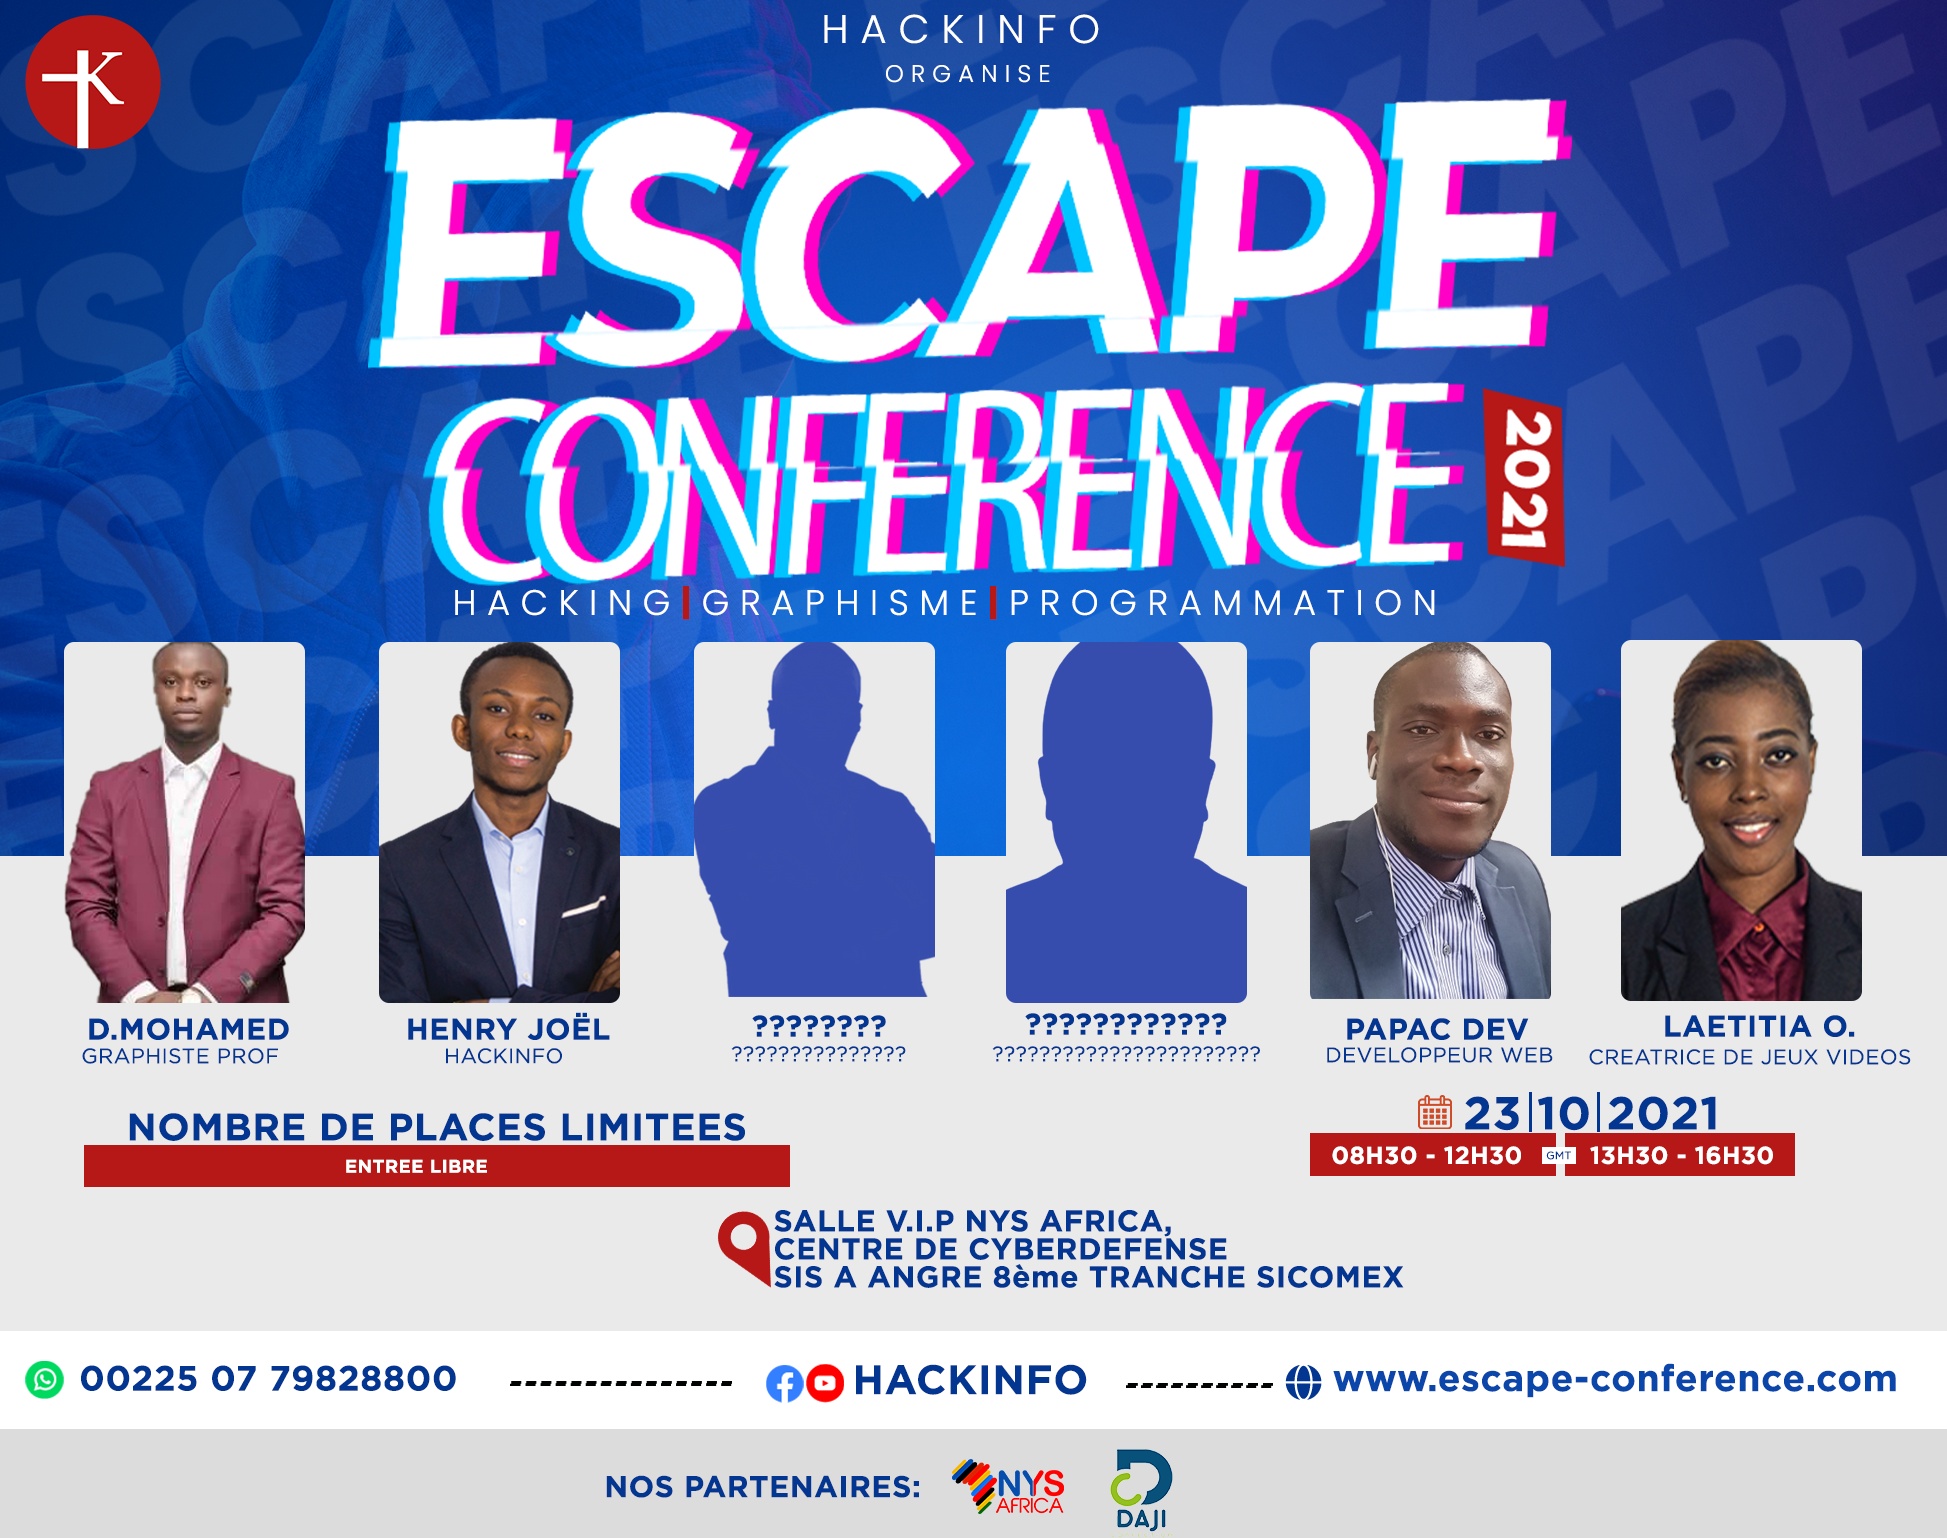 K
HACKINFO
ORGANISE
ESCAPE
CONFERENCE
2021
HACKING|GRAPHISME|PROGRAMMATION
D.MOHAMED
GRAPHISTE PROF
HENRY JOËL
HACKINFO
????????
???????????????
????????????
???????????????????????
PAPAC DEV
DEVELOPPEUR WEB
LAETITIA O.
CREATRICE DE JEUX VIDEOS
NOMBRE DE PLACES LIMITEES
ENTREE LIBRE
23|10|2021
08H30 - 12H30 GMT 13H30 - 16H30
SALLE V.I.P NYS AFRICA,
CENTRE DE CYBERDEFENSE
SIS A ANGRE 8ème TRANCHE SICOMEX
00225 07 79828800 --------------- HACKINFO ---------- www.escape-conference.com
NOS PARTENAIRES:
NYS
AFRICA
DAJI